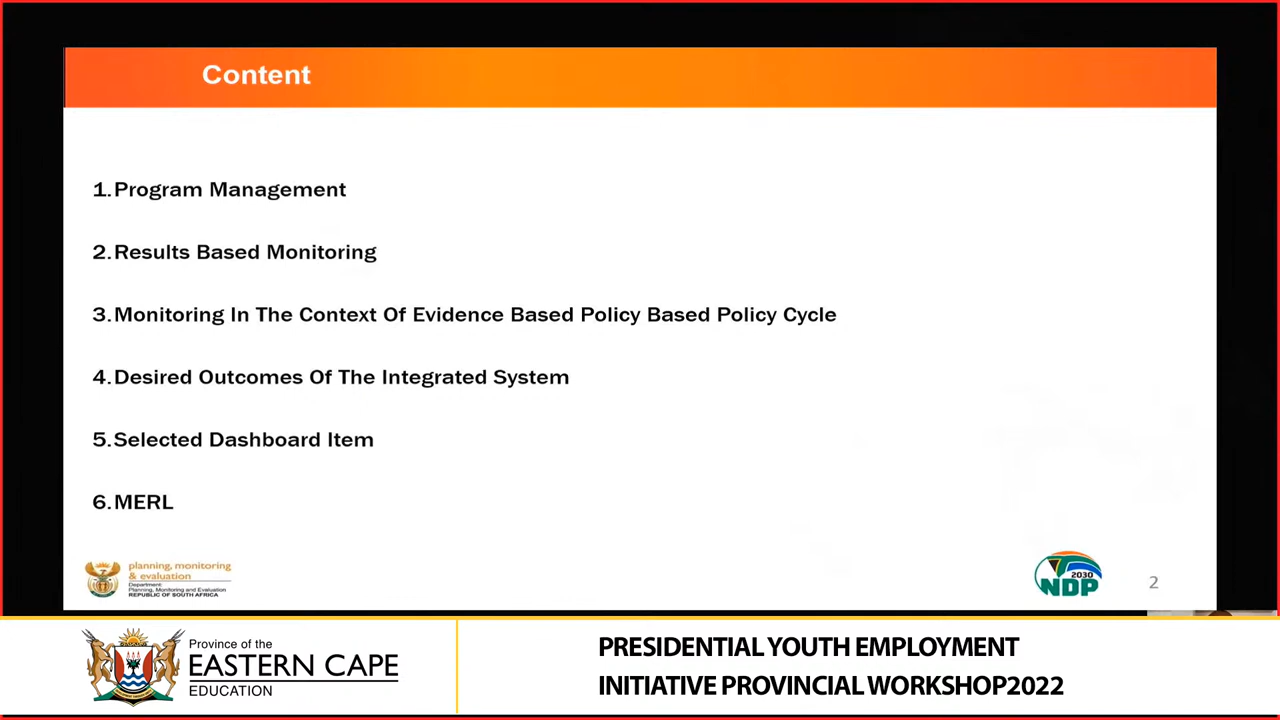 Content
1.Program Management
2.Results Based Monitoring
3.Monitoring In The Context Of Evidence Based Policy Based Policy Cycle
4.Desired Outcomes Of The Integrated System
5.Selected Dashboard Item
6.MERL
planning, monitoring
& evaluation
Department:
Planning, Monitoring and Evaluation
REPUBLIC OF SOUTH AFRICA
2030
NDP
2
Province of the
EASTERN CAPE
EDUCATION
PRESIDENTIAL YOUTH EMPLOYMENT
INITIATIVE PROVINCIAL WORKSHOP2022